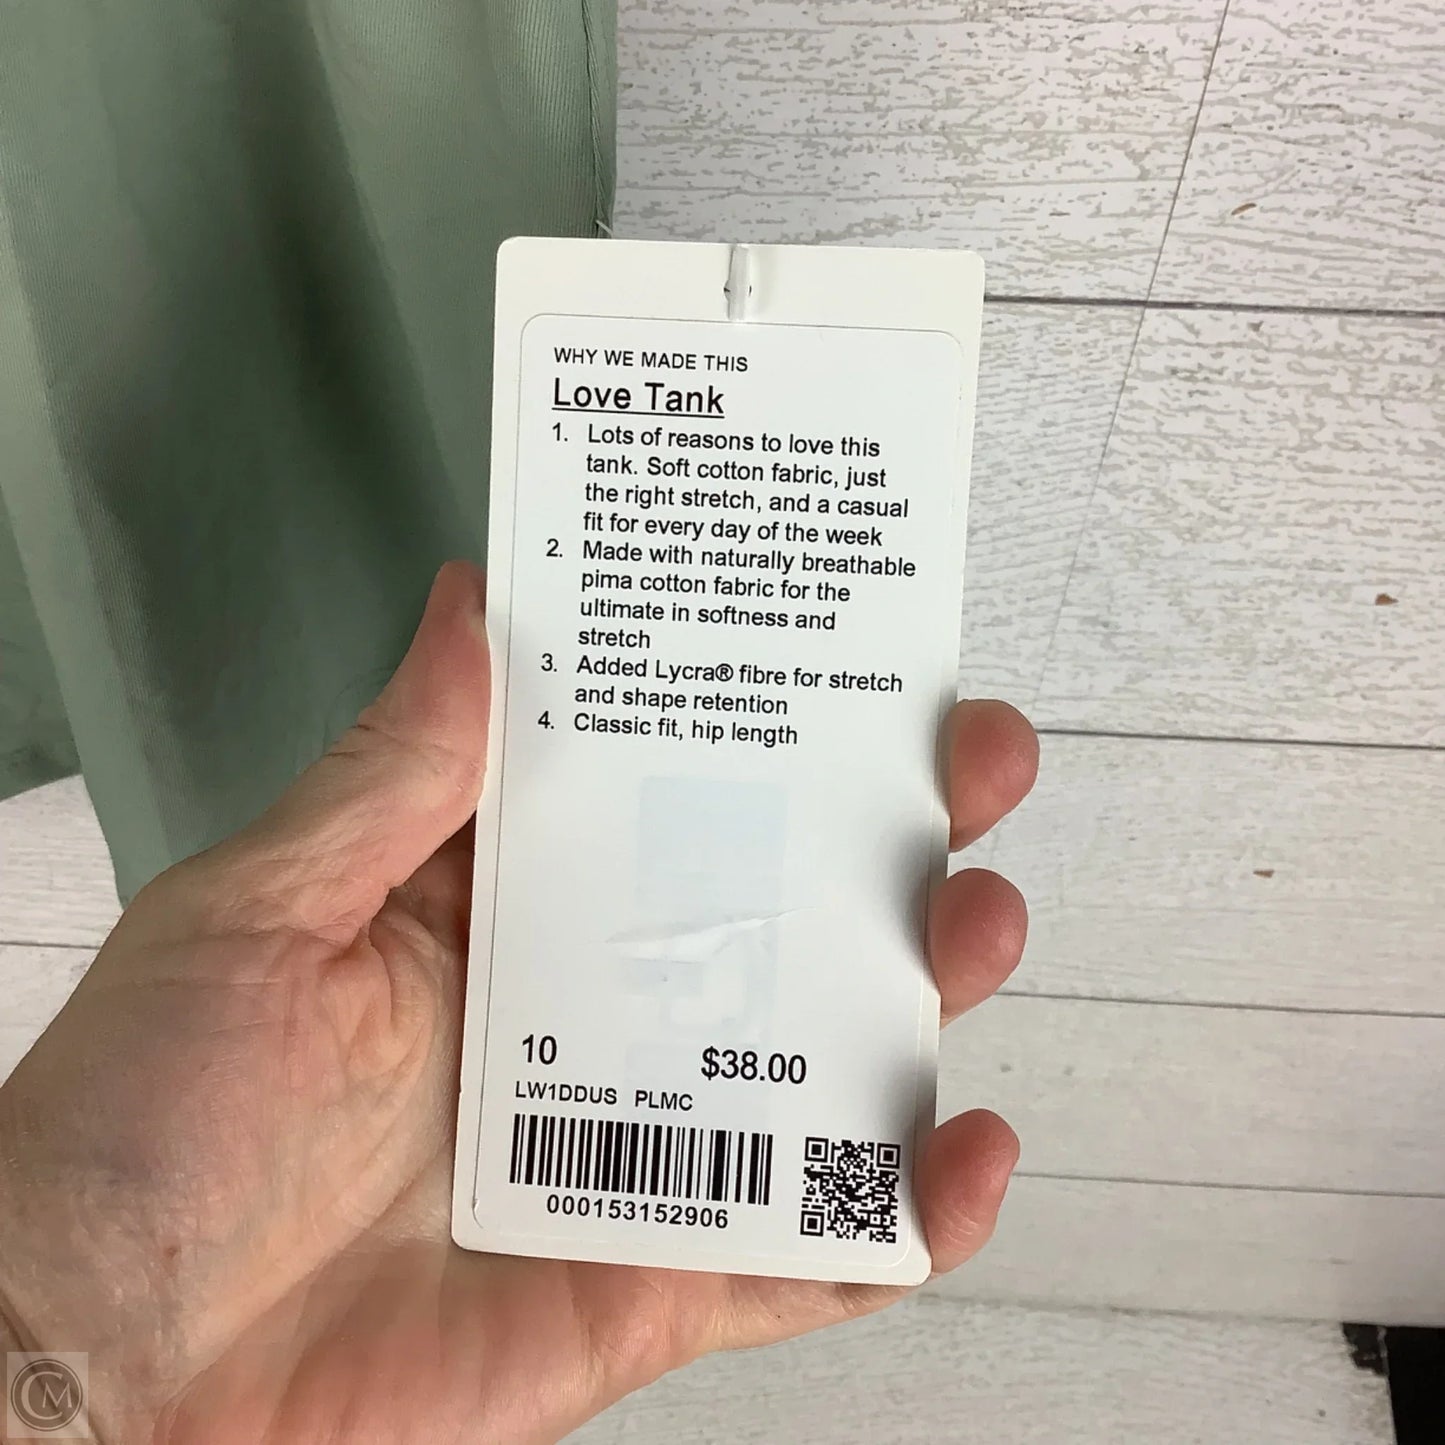 WHY WE MADE THIS
Love Tank
1. Lots of reasons to love this
tank. Soft cotton fabric, just
the right stretch, and a casual
fit for every day of the week
2. Made with naturally breathable
pima cotton fabric for the
ultimate in softness and
stretch
3. Added Lycra® fibre for stretch
and shape retention
4. Classic fit, hip length
10 $38.00
LW1DDUS PLMC
000153152906
CM